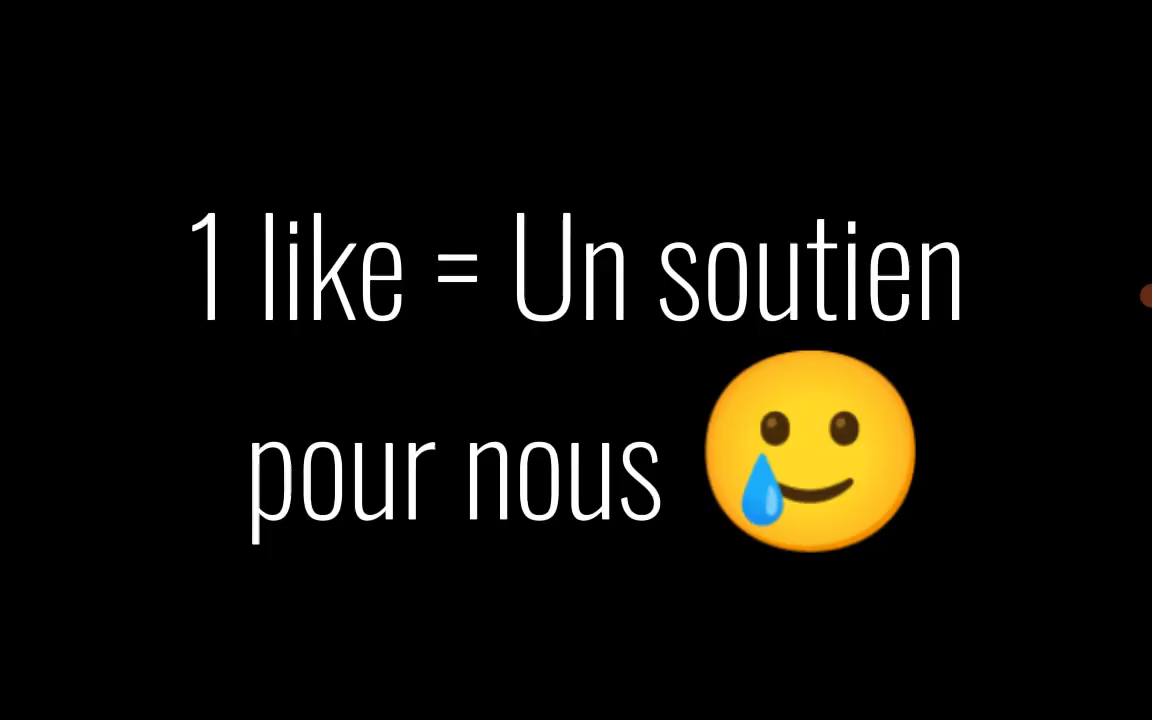 1 like = Un soutien
pour nous 🥲